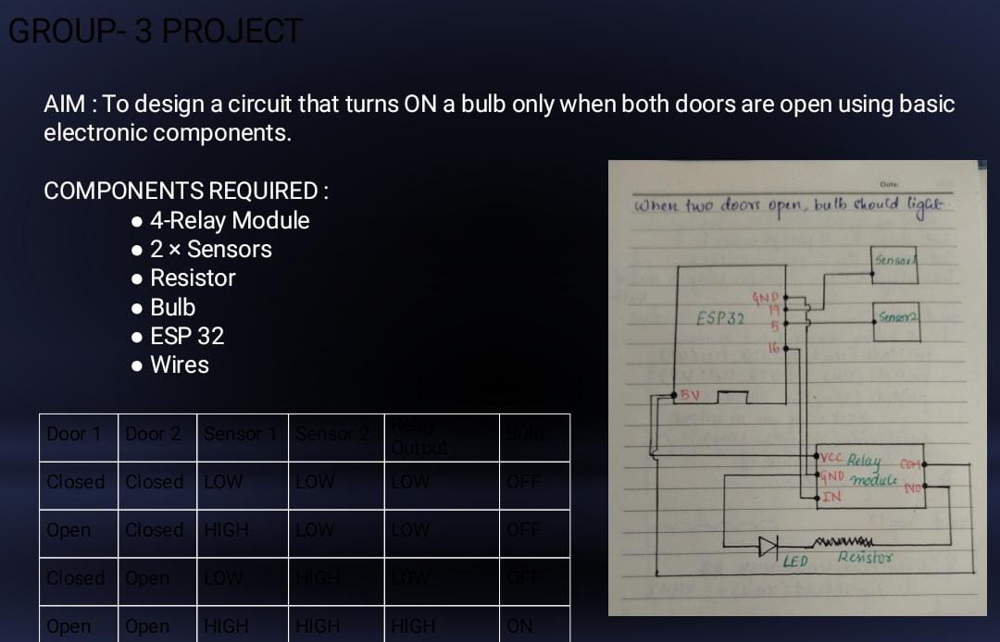 GROUP- 3 PROJECT
AIM : To design a circuit that turns ON a bulb only when both doors are open using basic
electronic components.
COMPONENTS REQUIRED :
● 4-Relay Module
● 2 × Sensors
● Resistor
● Bulb
● ESP 32
● Wires
Door 1 Door 2 Sensor 1 Sensor 2 Relay Output Bulb
Closed Closed LOW LOW LOW OFF
Open Closed HIGH LOW LOW OFF
Closed Open LOW HIGH LOW OFF
Open Open HIGH HIGH HIGH ON
Date:
When two doors open, bulb should light
Sensor1
GND
19
ESP32
5
Sensor2
16
5V
VCC Relay COM
GND module NO
IN
LED Resistor